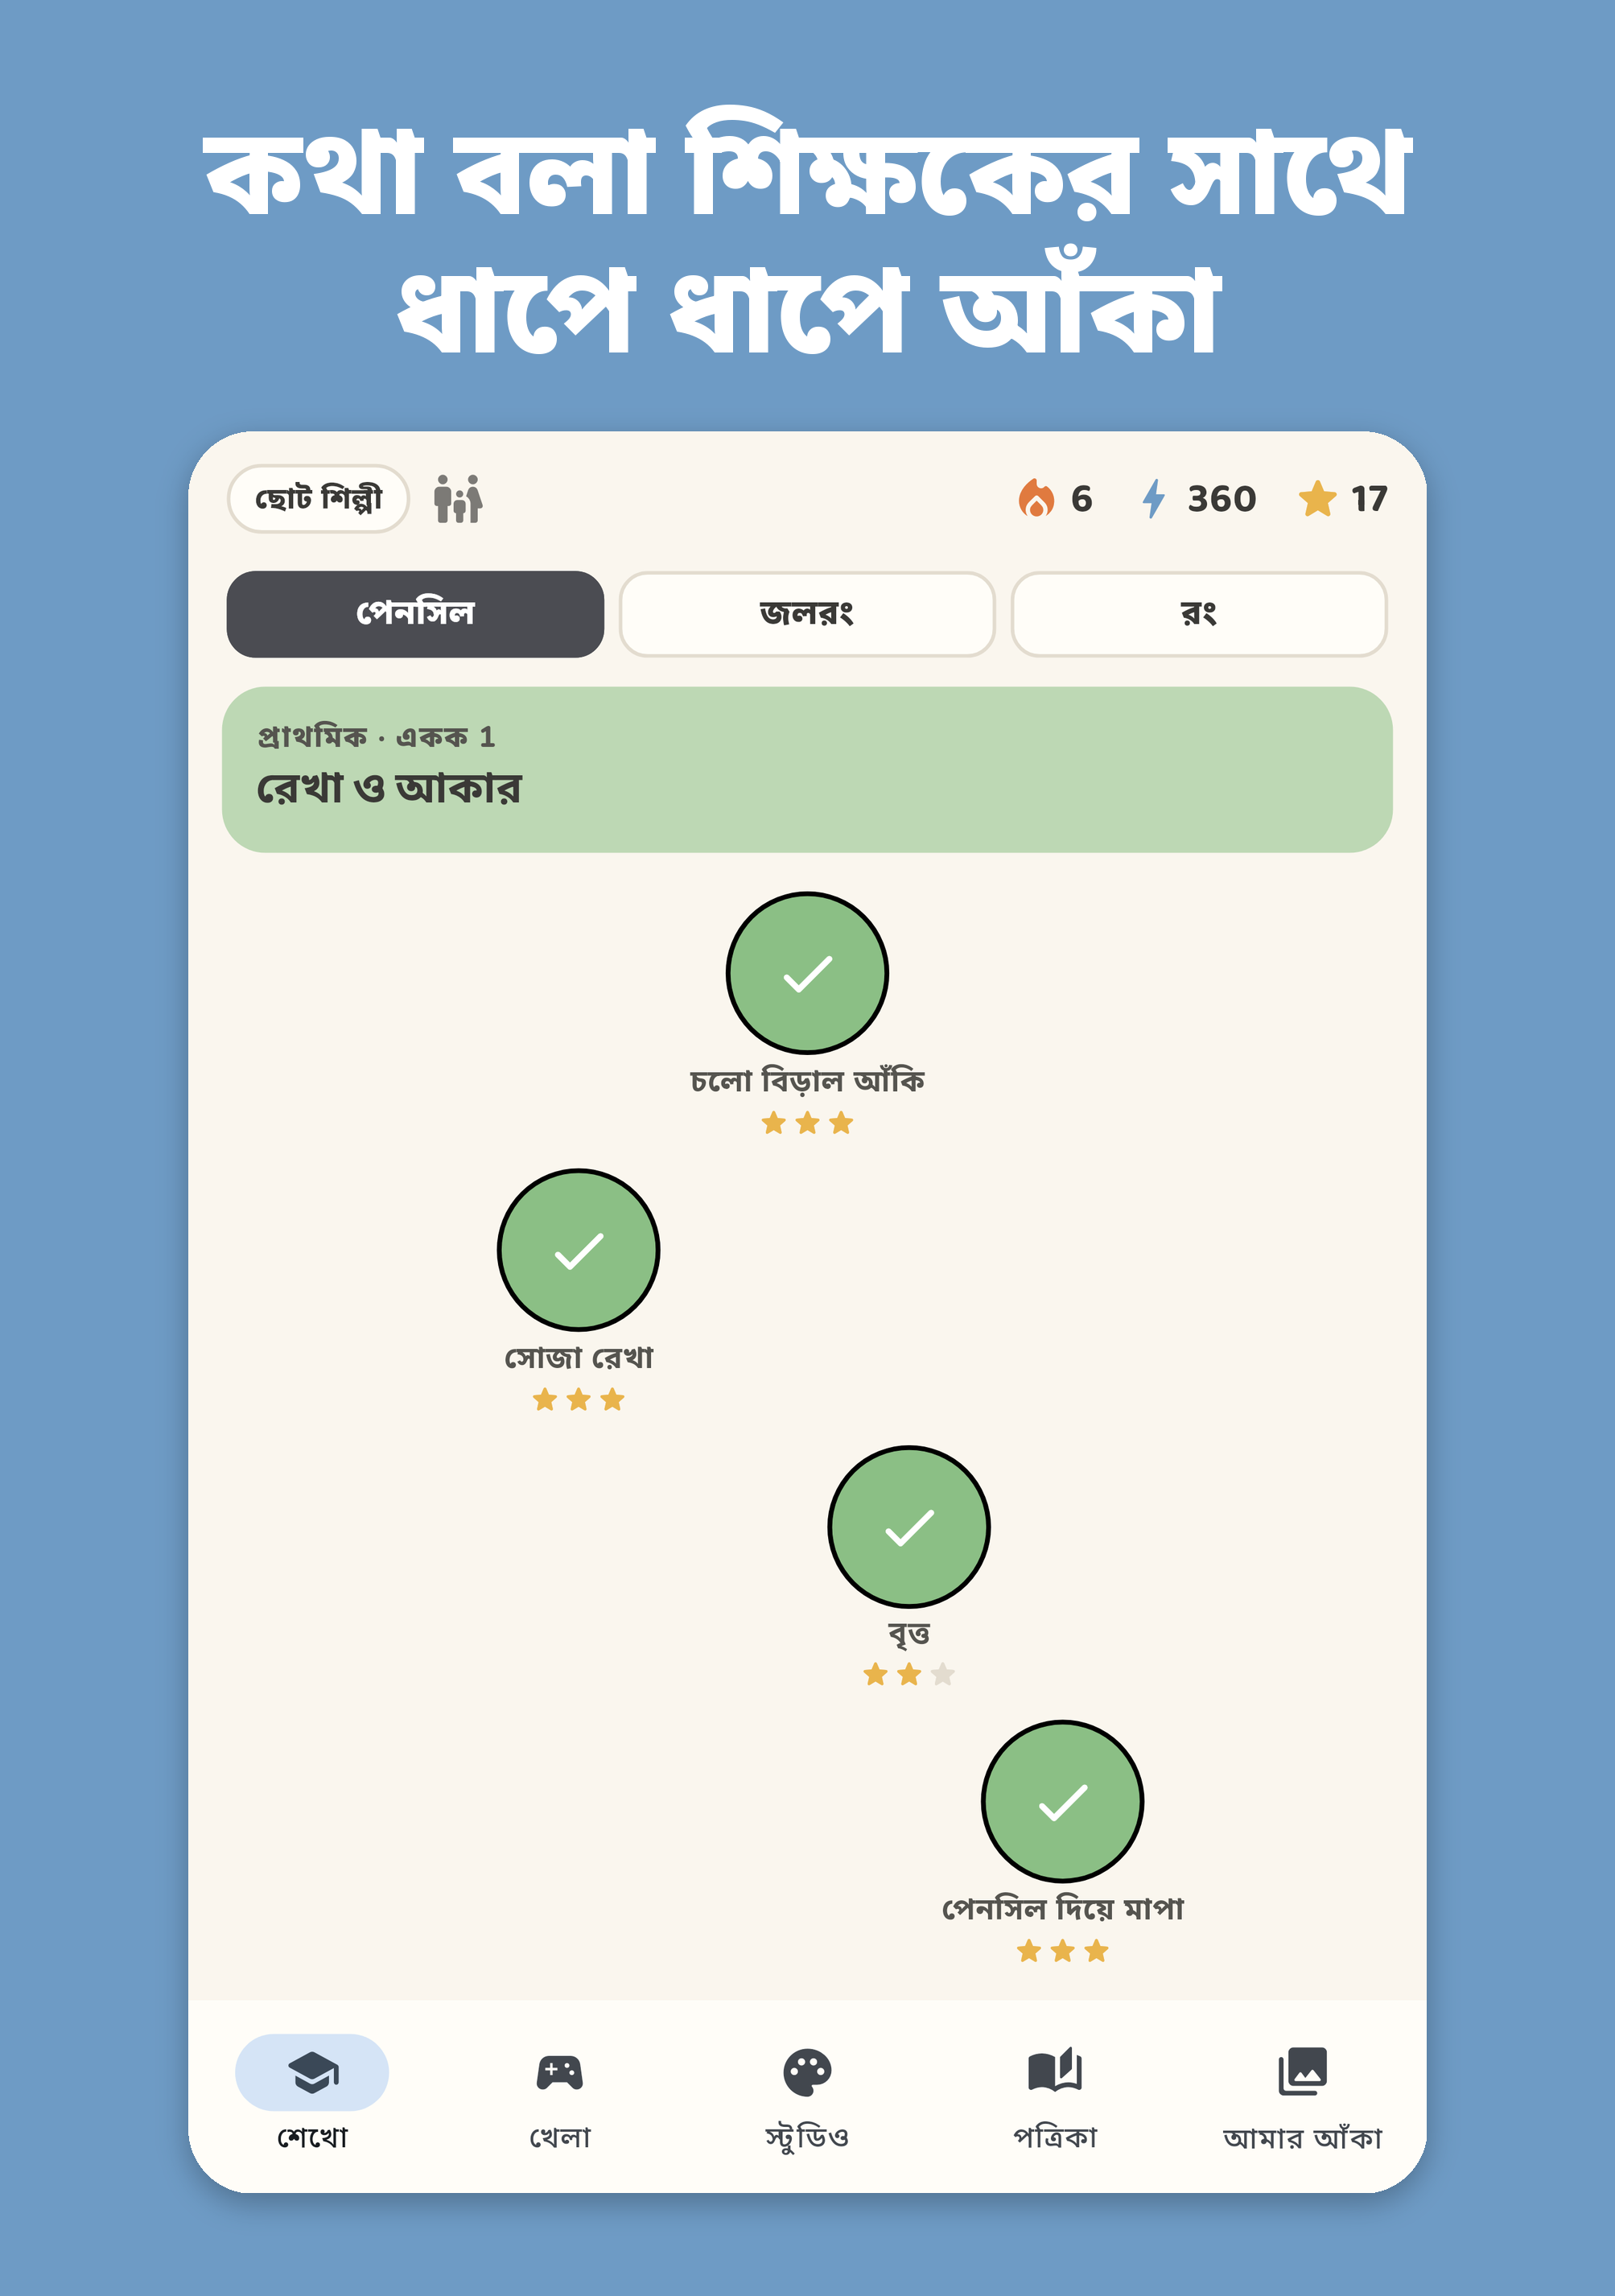 কথা বলা শিক্ষকের সাথে
ধাপে ধাপে আঁকা
ছোট শিল্পী 6 360 17
পেনসিল জলরং রং
প্রাথমিক · একক 1
রেখা ও আকার
চলো বিড়াল আঁকি
সোজা রেখা
বৃত্ত
পেনসিল দিয়ে মাপা
শেখো খেলা স্টুডিও পত্রিকা আমার আঁকা